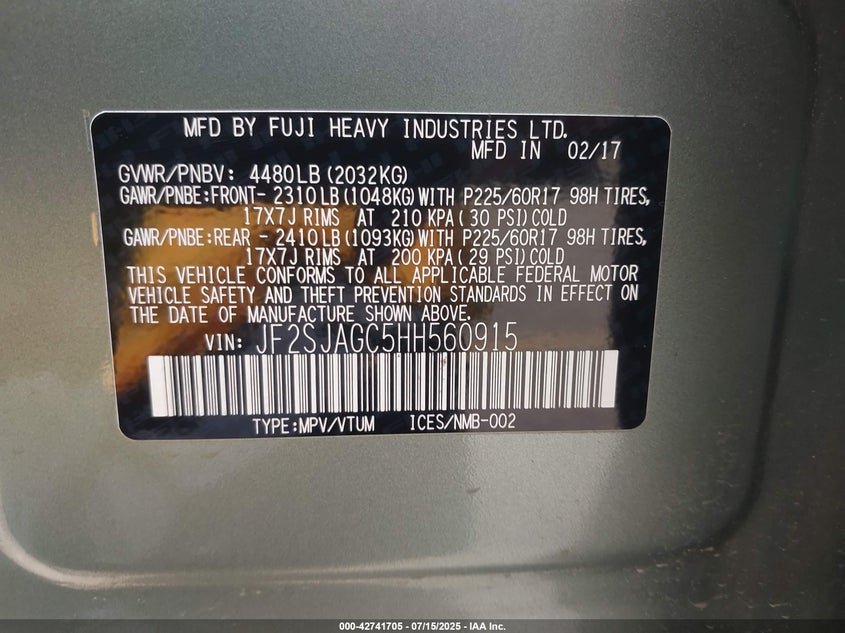 MFD BY FUJI HEAVY INDUSTRIES LTD.
MFD IN 02/17
GVWR/PNBV: 4480LB(2032KG)
GAWR/PNBE:FRONT- 2310LB(1048KG)WITH P225/60R17 98H TIRES,
17X7J RIMS AT 210 KPA( 30 PSI)COLD
GAWR/PNBE:REAR - 2410LB(1093KG)WITH P225/60R17 98H TIRES,
17X7J RIMS AT 200 KPA( 29 PSI)COLD
THIS VEHICLE CONFORMS TO ALL APPLICABLE FEDERAL MOTOR
VEHICLE SAFETY AND THEFT PREVENTION STANDARDS IN EFFECT ON
THE DATE OF MANUFACTURE SHOWN ABOVE.
VIN: JF2SJAGC5HH560915
TYPE:MPV/VTUM ICES/NMB-002
000-42741705 - 07/15/2025 - IAA Inc.